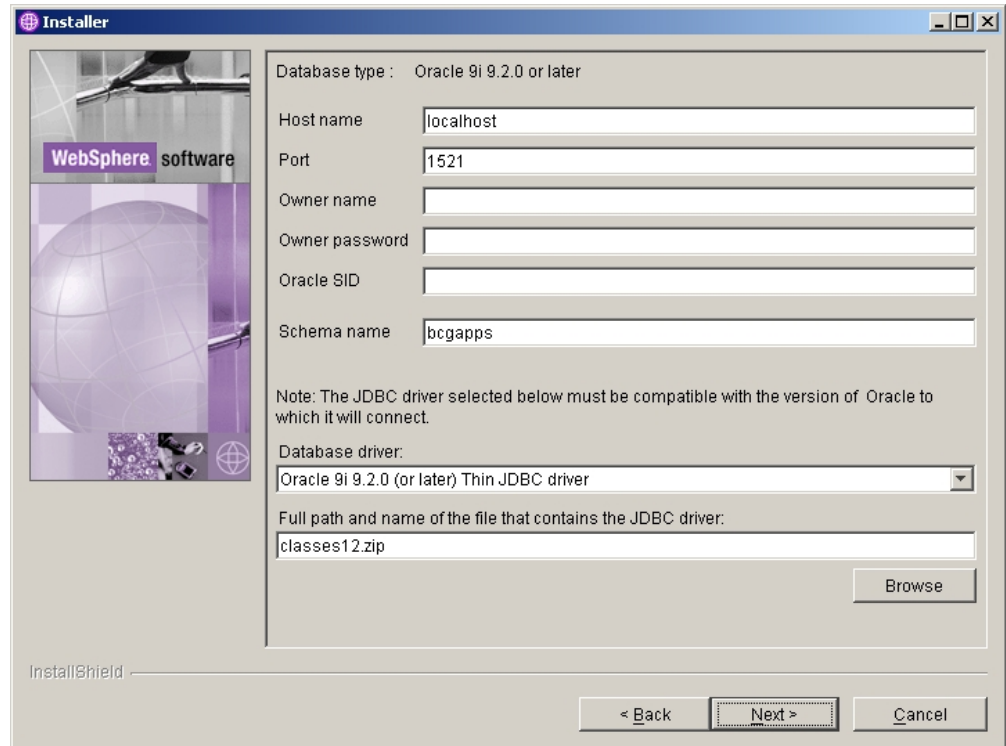 Installer
WebSphere software
Database type : Oracle 9i 9.2.0 or later
Host name localhost
Port 1521
Owner name
Owner password
Oracle SID
Schema name bcgapps
Note: The JDBC driver selected below must be compatible with the version of Oracle to
which it will connect.
Database driver:
Oracle 9i 9.2.0 (or later) Thin JDBC driver
Full path and name of the file that contains the JDBC driver:
classes12.zip
Browse
InstallShield
< Back Next > Cancel